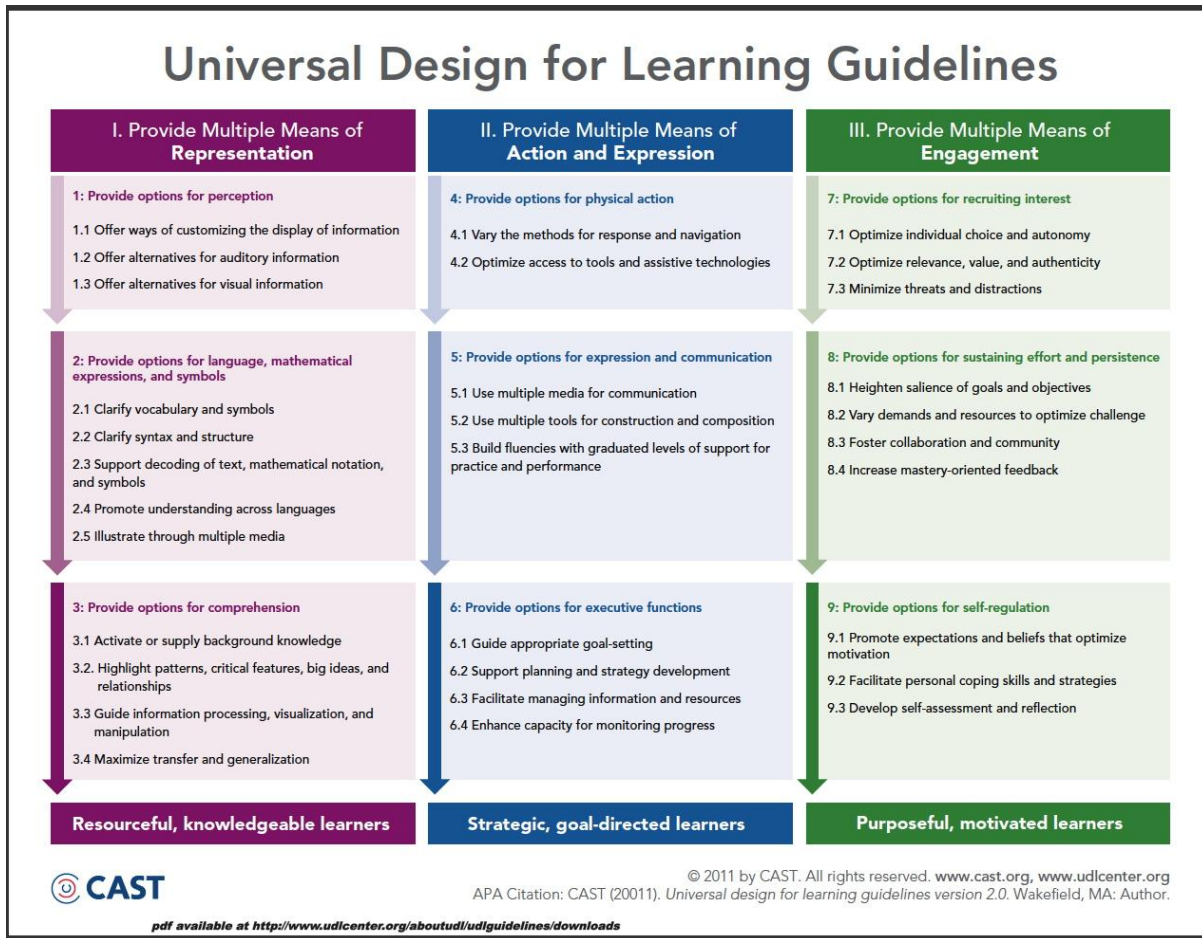 Universal Design for Learning Guidelines
I. Provide Multiple Means of
Representation
1: Provide options for perception
1.1 Offer ways of customizing the display of information
1.2 Offer alternatives for auditory information
1.3 Offer alternatives for visual information
2: Provide options for language, mathematical
expressions, and symbols
2.1 Clarify vocabulary and symbols
2.2 Clarify syntax and structure
2.3 Support decoding of text, mathematical notation,
and symbols
2.4 Promote understanding across languages
2.5 Illustrate through multiple media
3: Provide options for comprehension
3.1 Activate or supply background knowledge
3.2. Highlight patterns, critical features, big ideas, and
relationships
3.3 Guide information processing, visualization, and
manipulation
3.4 Maximize transfer and generalization
Resourceful, knowledgeable learners
II. Provide Multiple Means of
Action and Expression
4: Provide options for physical action
4.1 Vary the methods for response and navigation
4.2 Optimize access to tools and assistive technologies
5: Provide options for expression and communication
5.1 Use multiple media for communication
5.2 Use multiple tools for construction and composition
5.3 Build fluencies with graduated levels of support for
practice and performance
6: Provide options for executive functions
6.1 Guide appropriate goal-setting
6.2 Support planning and strategy development
6.3 Facilitate managing information and resources
6.4 Enhance capacity for monitoring progress
Strategic, goal-directed learners
III. Provide Multiple Means of
Engagement
7: Provide options for recruiting interest
7.1 Optimize individual choice and autonomy
7.2 Optimize relevance, value, and authenticity
7.3 Minimize threats and distractions
8: Provide options for sustaining effort and persistence
8.1 Heighten salience of goals and objectives
8.2 Vary demands and resources to optimize challenge
8.3 Foster collaboration and community
8.4 Increase mastery-oriented feedback
9: Provide options for self-regulation
9.1 Promote expectations and beliefs that optimize
motivation
9.2 Facilitate personal coping skills and strategies
9.3 Develop self-assessment and reflection
Purposeful, motivated learners
CAST
© 2011 by CAST. All rights reserved. www.cast.org, www.udlcenter.org
APA Citation: CAST (20011). Universal design for learning guidelines version 2.0. Wakefield, MA: Author.
pdf available at http://www.udlcenter.org/aboutudl/udlguidelines/downloads